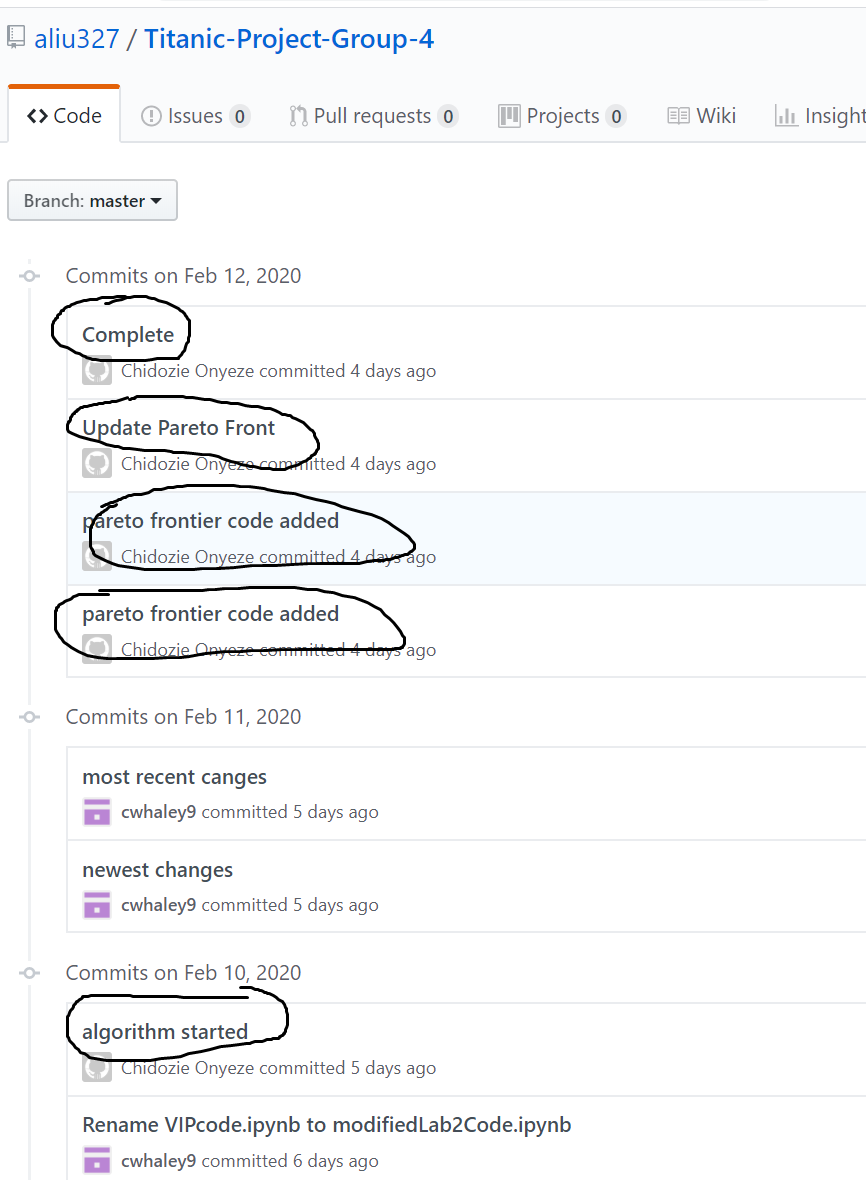 aliu327 / Titanic-Project-Group-4
Code Issues 0 Pull requests 0 Projects 0 Wiki
Branch: master
Commits on Feb 12, 2020
Complete
Chidozie Onyeze committed 4 days ago
Update Pareto Front
Chidozie Onyeze committed 4 days ago
pareto frontier code added
Chidozie Onyeze committed 4 days ago
pareto frontier code added
Chidozie Onyeze committed 4 days ago
Commits on Feb 11, 2020
most recent canges
cwhaley9 committed 5 days ago
newest changes
cwhaley9 committed 5 days ago
Commits on Feb 10, 2020
algorithm started
Chidozie Onyeze committed 5 days ago
Rename VIPcode.ipynb to modifiedLab2Code.ipynb
cwhaley9 committed 6 days ago